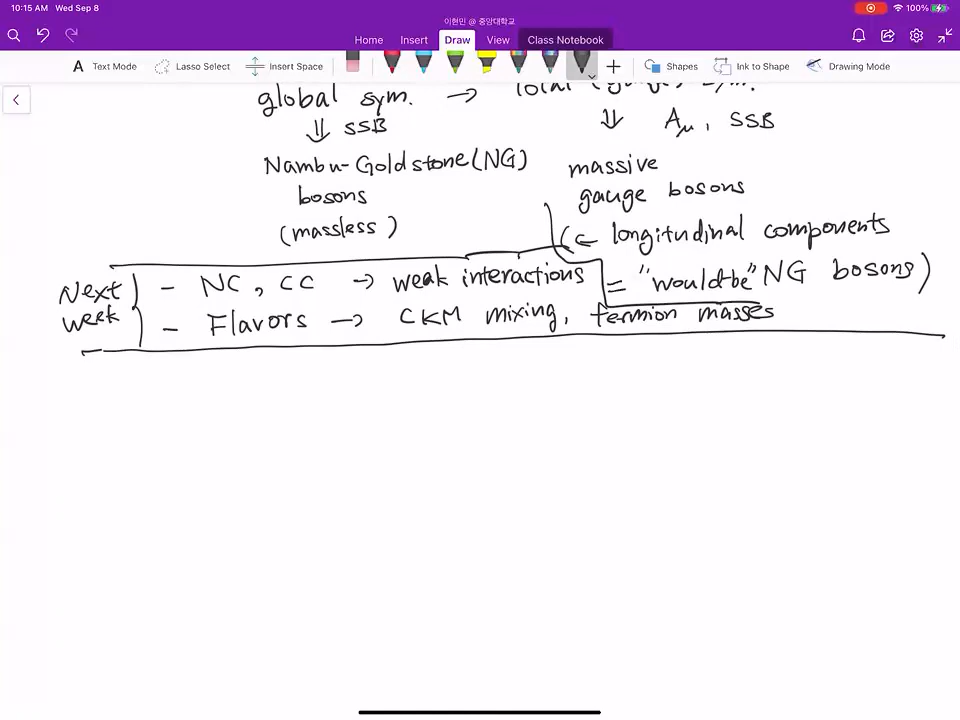 10:15 AM Wed Sep 8
100%
이현민 @ 중앙대학교
Home Insert Draw View Class Notebook
Text Mode Lasso Select Insert Space Shapes Ink to Shape Drawing Mode
global sym. →
⇓ SSB ⇓ Aμ, SSB
Nambu-Goldstone(NG) massive
bosons gauge bosons
(massless) (← longitudinal components
= "would be" NG bosons)
Next - NC, CC → weak interactions
week - Flavors → CKM mixing, fermion masses